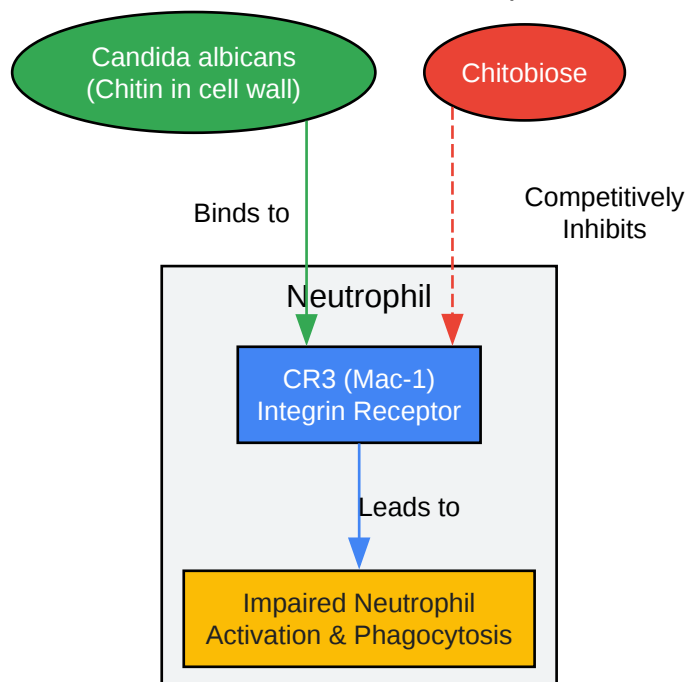 Candida albicans
(Chitin in cell wall)
Chitobiose
Binds to
Competitively
Inhibits
Neutrophil
CR3 (Mac-1)
Integrin Receptor
Leads to
Impaired Neutrophil
Activation & Phagocytosis